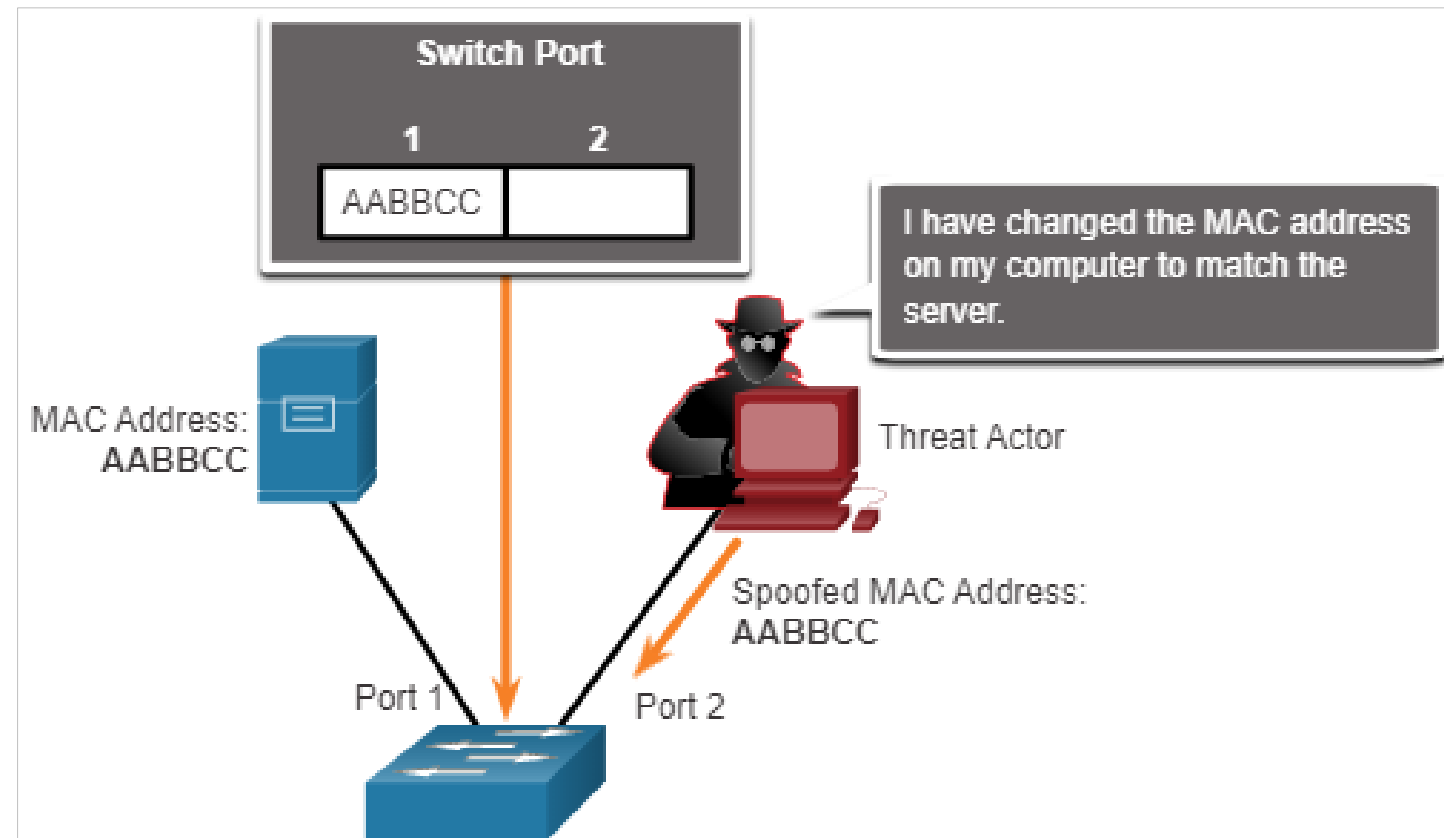 Switch Port
1 2
AABBCC
I have changed the MAC address
on my computer to match the
server.
MAC Address:
AABBCC
Threat Actor
Spoofed MAC Address:
AABBCC
Port 1
Port 2